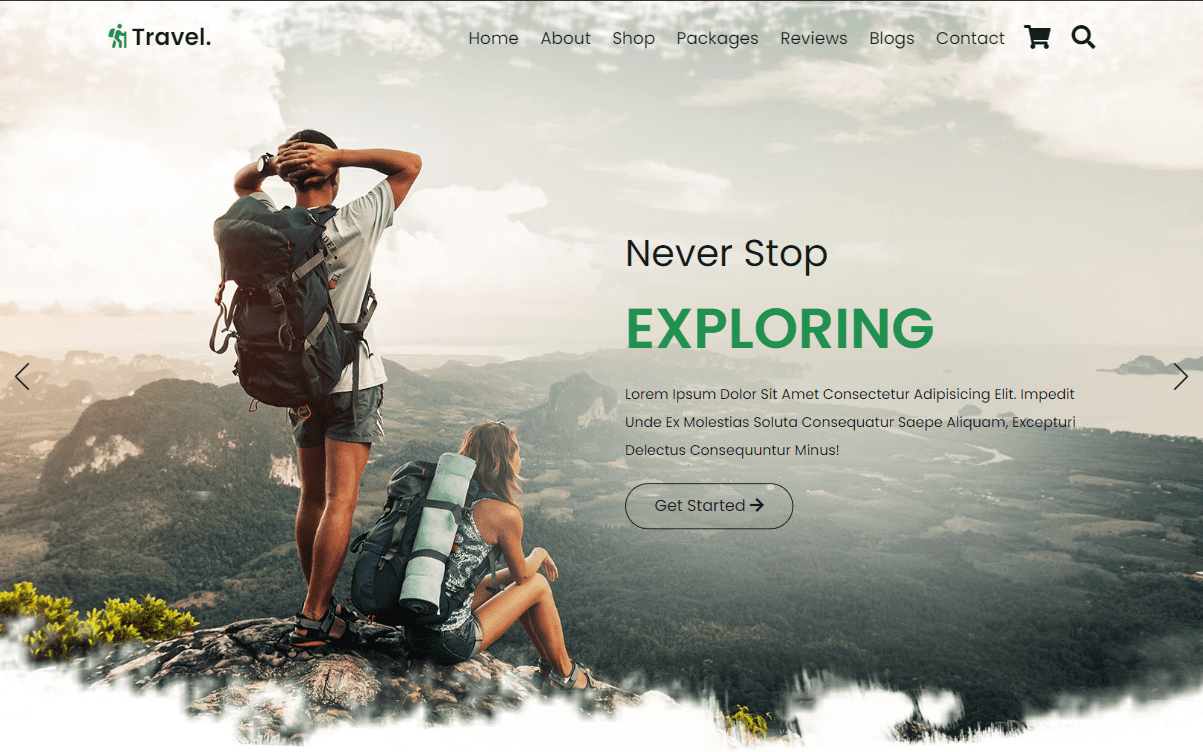 Travel.
Home About Shop Packages Reviews Blogs Contact
Never Stop
EXPLORING
Lorem Ipsum Dolor Sit Amet Consectetur Adipisicing Elit. Impedit
Unde Ex Molestias Soluta Consequatur Saepe Aliquam, Excepturi
Delectus Consequuntur Minus!
Get Started